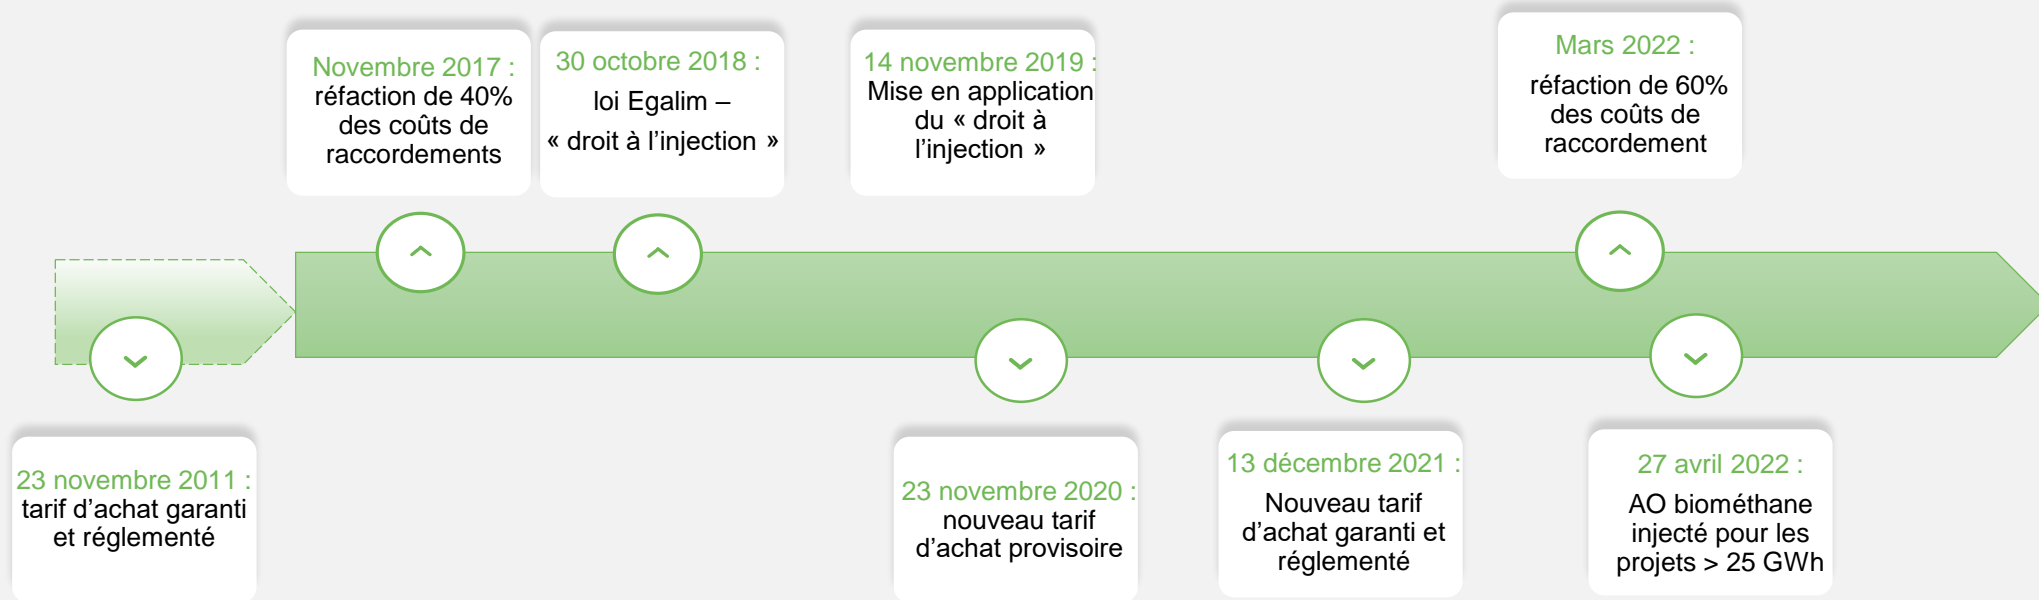 Novembre 2017 :
réfaction de 40%
des coûts de
raccordements
30 octobre 2018 :
loi Egalim –
« droit à l’injection »
14 novembre 2019 :
Mise en application
du « droit à
l’injection »
Mars 2022 :
réfaction de 60%
des coûts de
raccordement
23 novembre 2011 :
tarif d’achat garanti
et réglementé
23 novembre 2020 :
nouveau tarif
d’achat provisoire
13 décembre 2021 :
Nouveau tarif
d’achat garanti et
réglementé
27 avril 2022 :
AO biométhane
injecté pour les
projets > 25 GWh